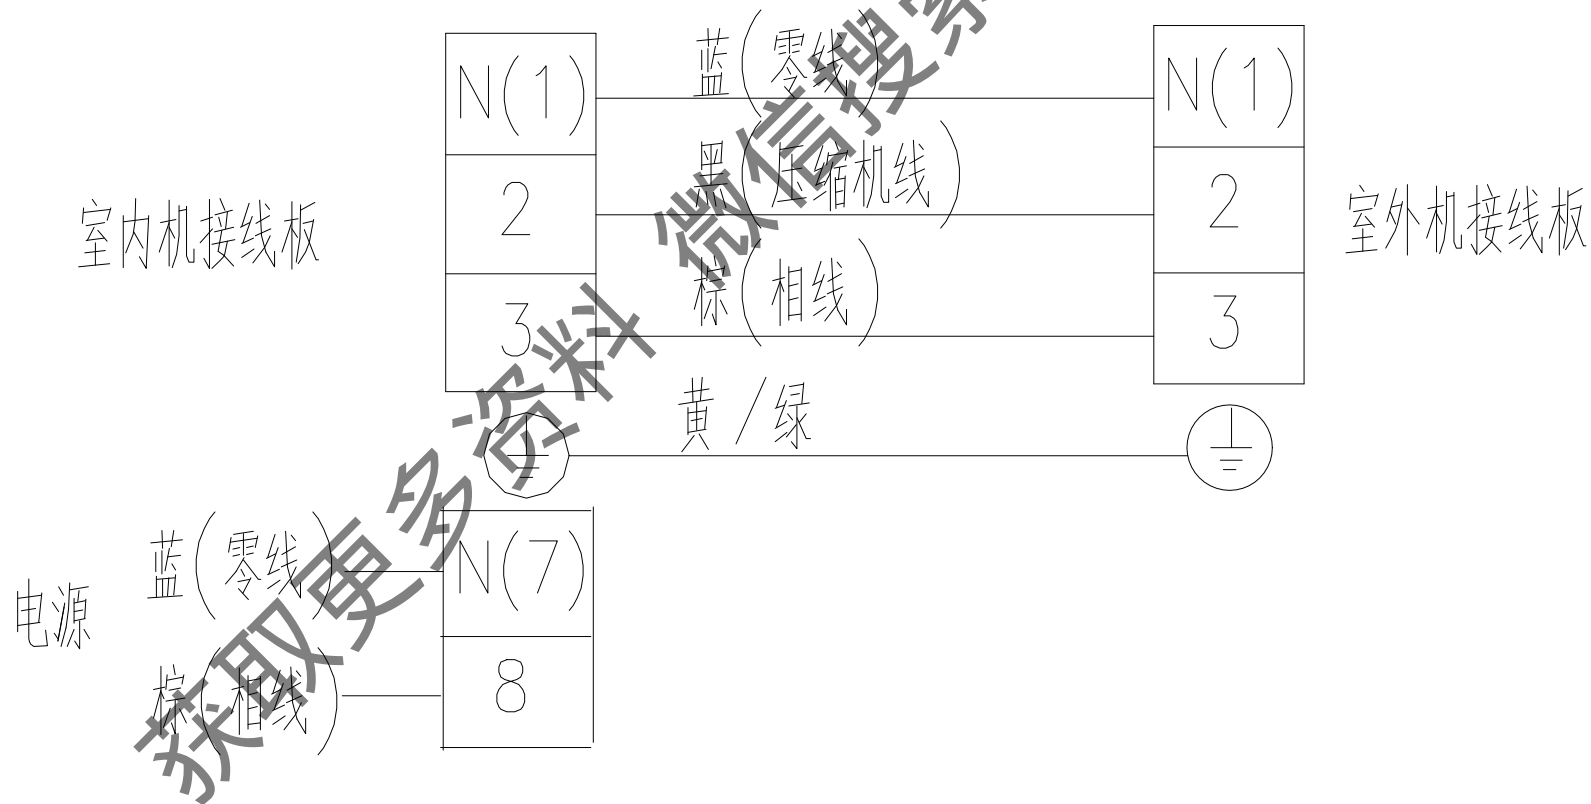 蓝(零线)
N(1) N(1)
黑(压缩机线)
2 2
室内机接线板 室外机接线板
棕(相线)
3 3
黄/绿
蓝(零线) N(7)
电源
棕(相线) 8
获取更多资料 微信搜索